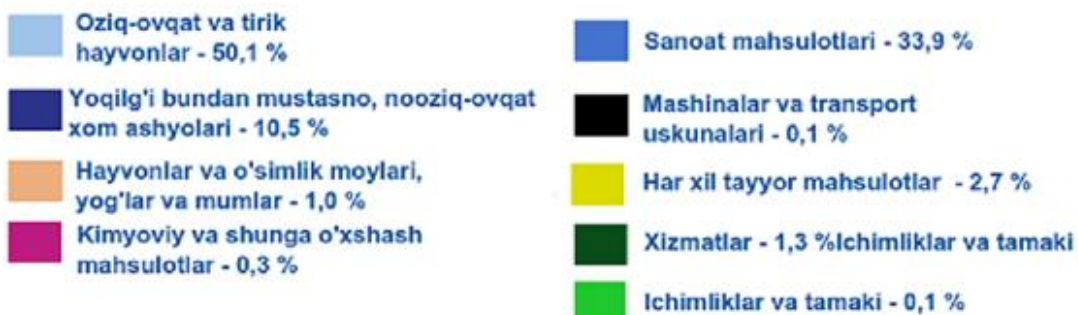 Oziq-ovqat va tirik
hayvonlar - 50,1 %
Yoqilg'i bundan mustasno, nooziq-ovqat
xom ashyolari - 10,5 %
Hayvonlar va o'simlik moylari,
yog'lar va mumlar - 1,0 %
Kimyoviy va shunga o'xshash
mahsulotlar - 0,3 %
Sanoat mahsulotlari - 33,9 %
Mashinalar va transport
uskunalari - 0,1 %
Har xil tayyor mahsulotlar - 2,7 %
Xizmatlar - 1,3 %Ichimliklar va tamaki
Ichimliklar va tamaki - 0,1 %